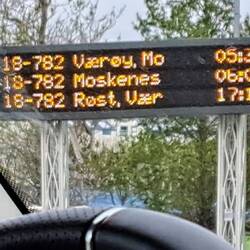 18-782 Værøy, Mo
18-782 Moskenes
18-782 Røst, Vær